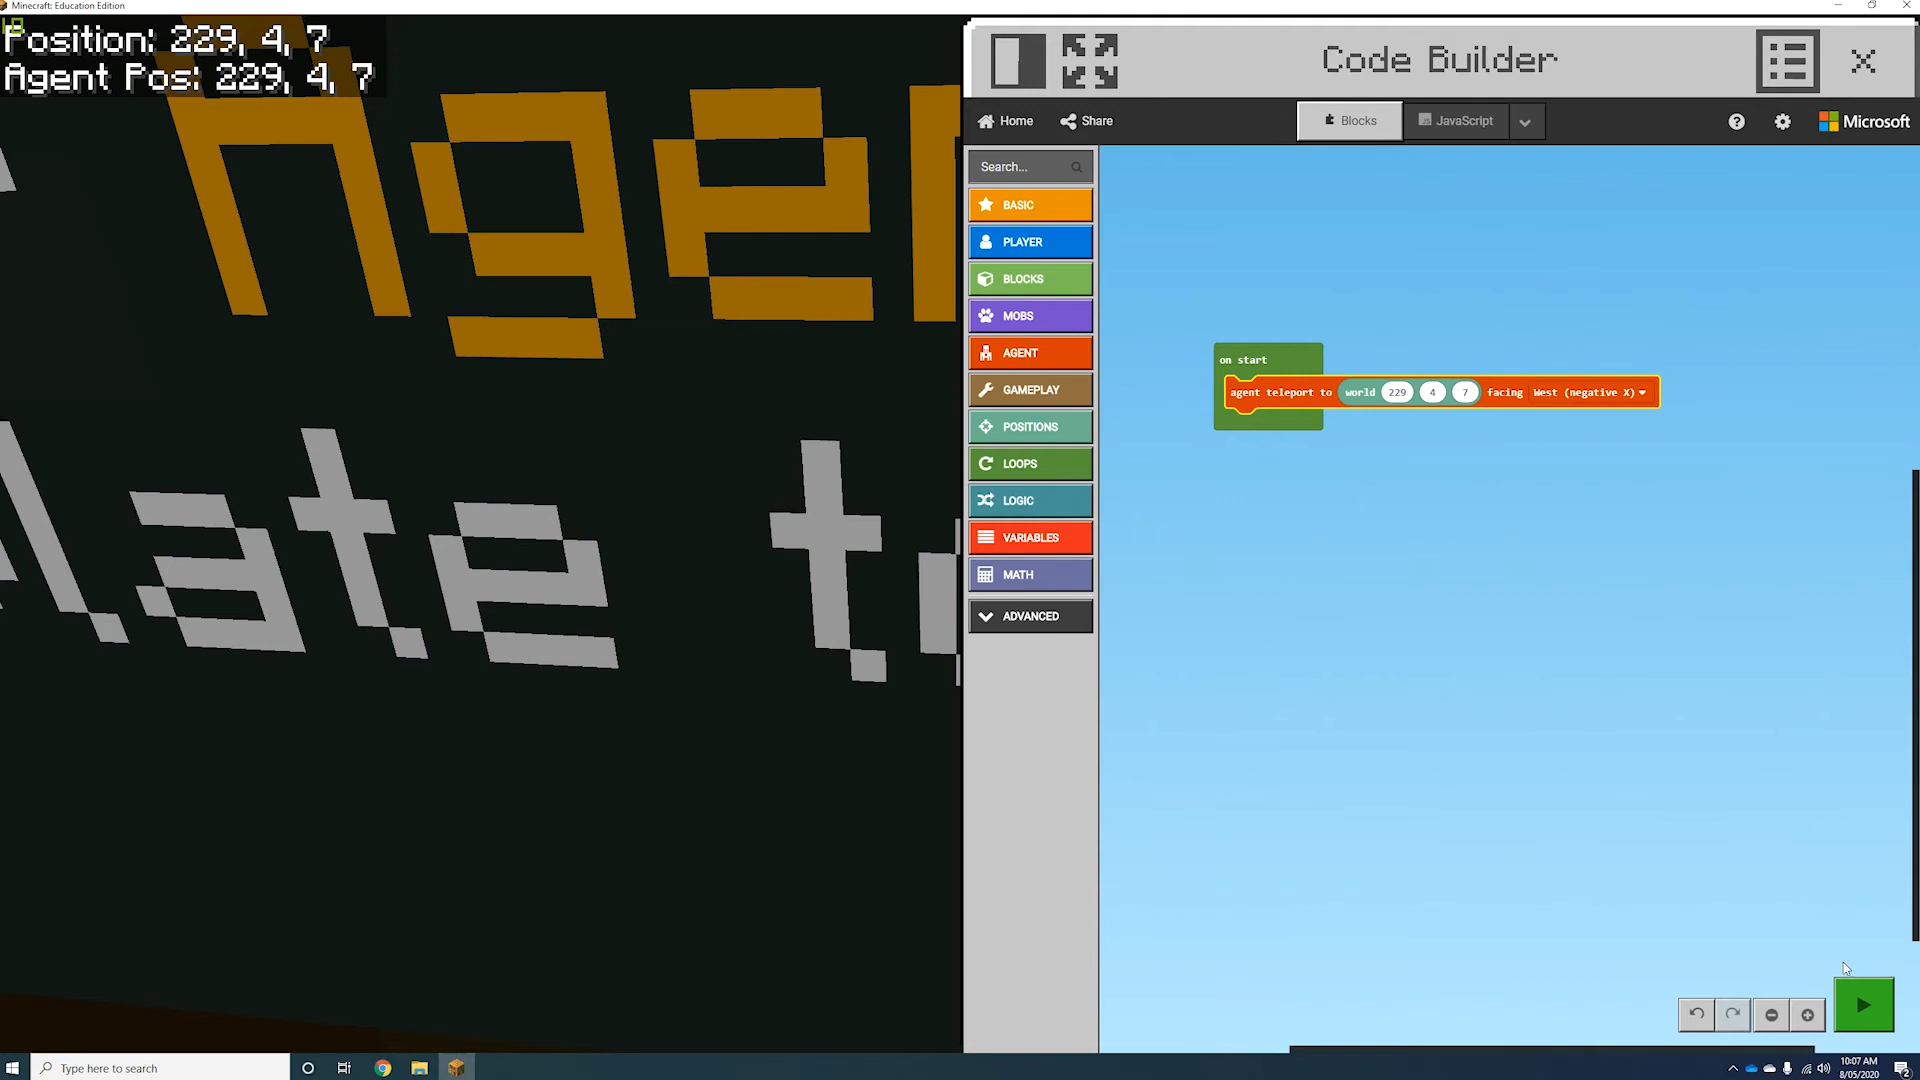 Minecraft: Education Edition
Position: 229, 4, 7
Agent Pos: 229, 4, 7
late
Code Builder
Home
Share
Blocks
JavaScript
Microsoft
Search...
BASIC
PLAYER
BLOCKS
MOBS
AGENT
GAMEPLAY
POSITIONS
LOOPS
LOGIC
VARIABLES
MATH
ADVANCED
on start
agent teleport to world 229 4 7 facing West (negative X)
Type here to search
10:07 AM
8/05/2020